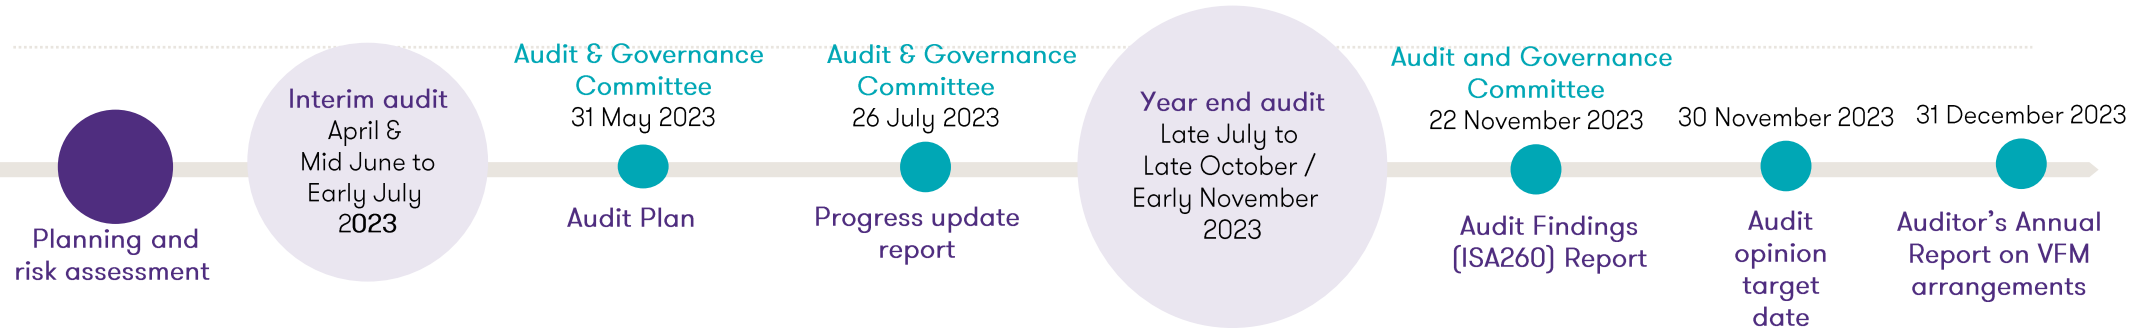 Planning and
risk assessment
Interim audit
April &
Mid June to
Early July
2023
Audit & Governance
Committee
31 May 2023
Audit Plan
Audit & Governance
Committee
26 July 2023
Progress update
report
Year end audit
Late July to
Late October /
Early November
2023
Audit and Governance
Committee
22 November 2023
Audit Findings
(ISA260) Report
30 November 2023
Audit
opinion
target
date
31 December 2023
Auditor's Annual
Report on VFM
arrangements